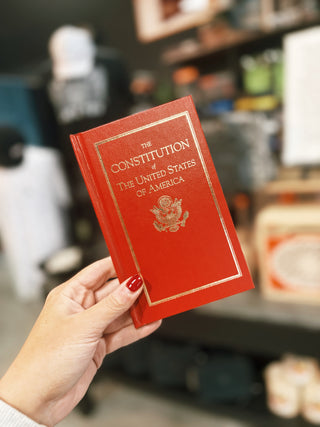 THE
CONSTITUTION
of
THE UNITED STATES
OF AMERICA